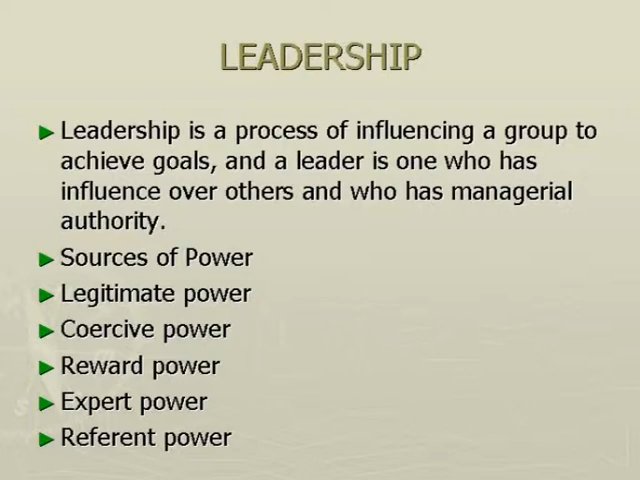 LEADERSHIP
Leadership is a process of influencing a group to
achieve goals, and a leader is one who has
influence over others and who has managerial
authority.
Sources of Power
Legitimate power
Coercive power
Reward power
Expert power
Referent power